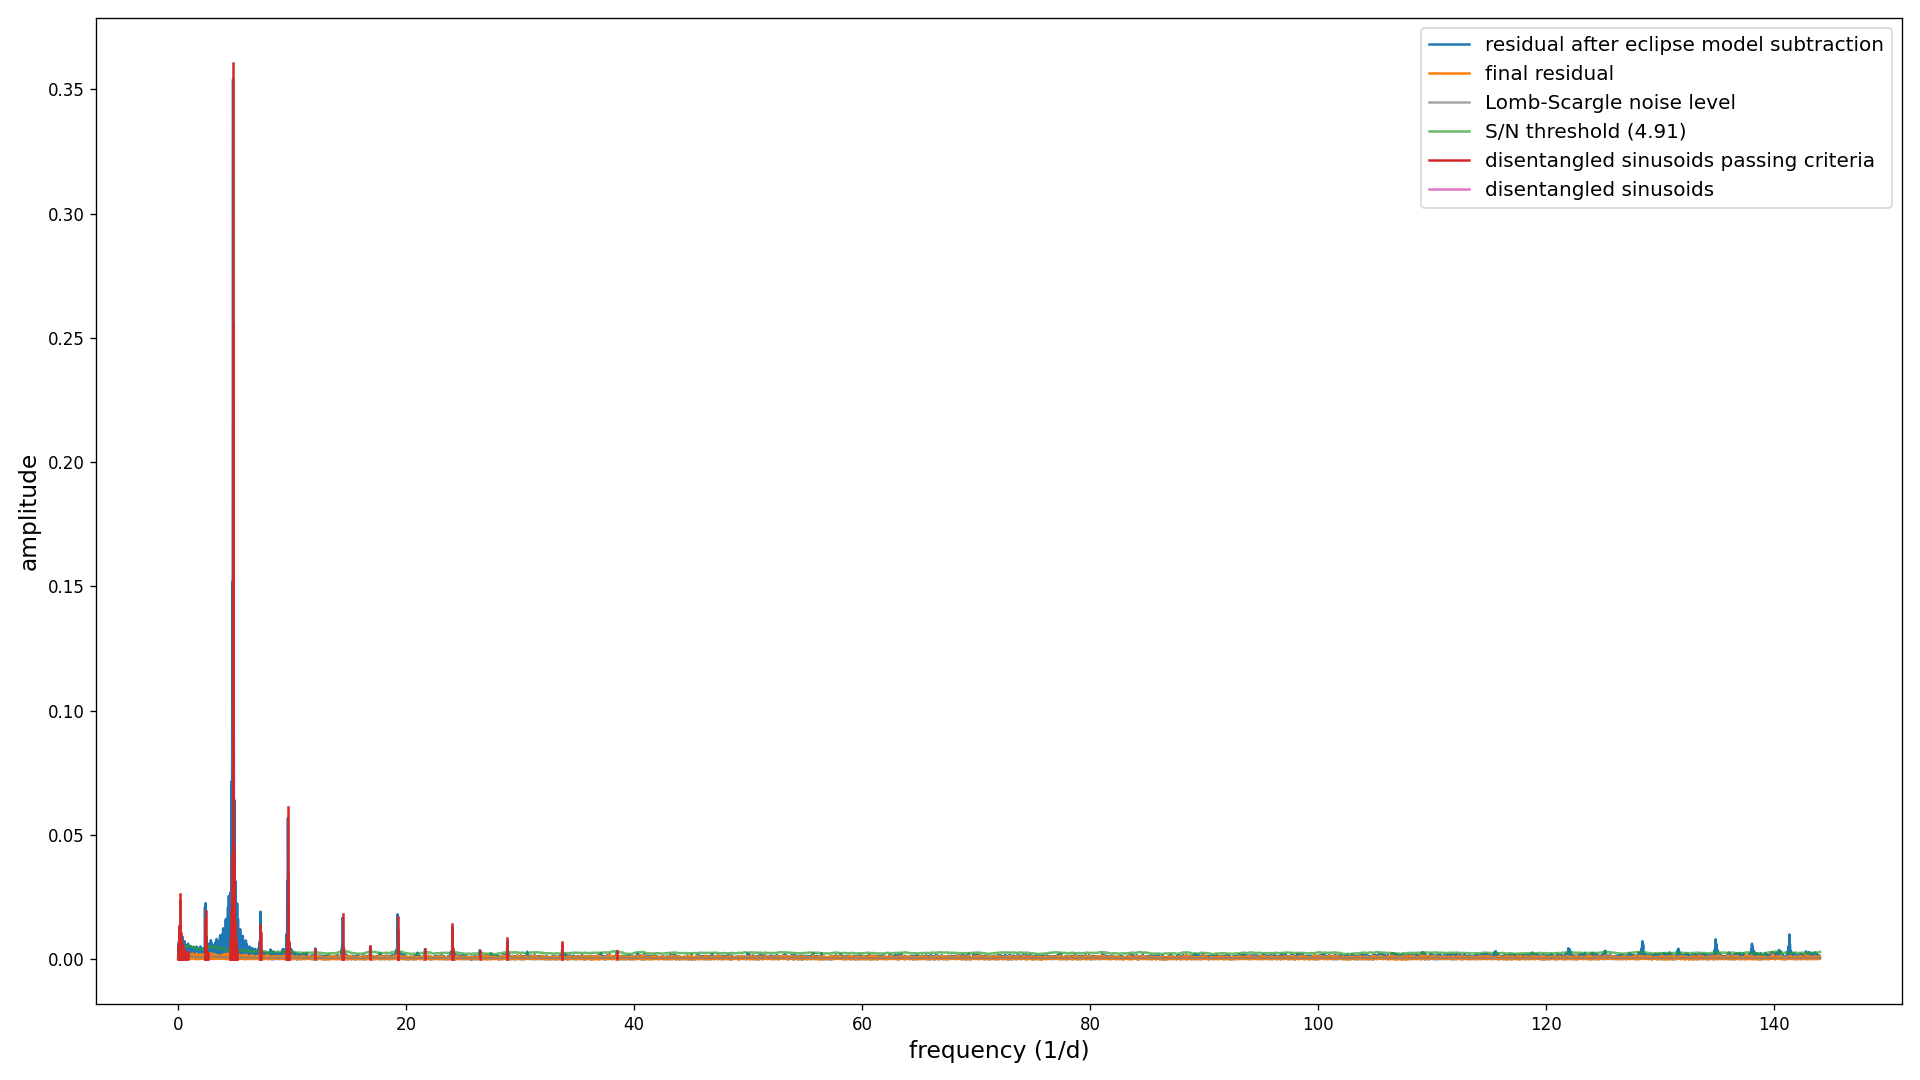 residual after eclipse model subtraction
final residual
Lomb-Scargle noise level
S/N threshold (4.91)
disentangled sinusoids passing criteria
disentangled sinusoids
0.35
0.30
0.25
0.20
0.15
0.10
0.05
0.00
amplitude
0 20 40 60 80 100 120 140
frequency (1/d)